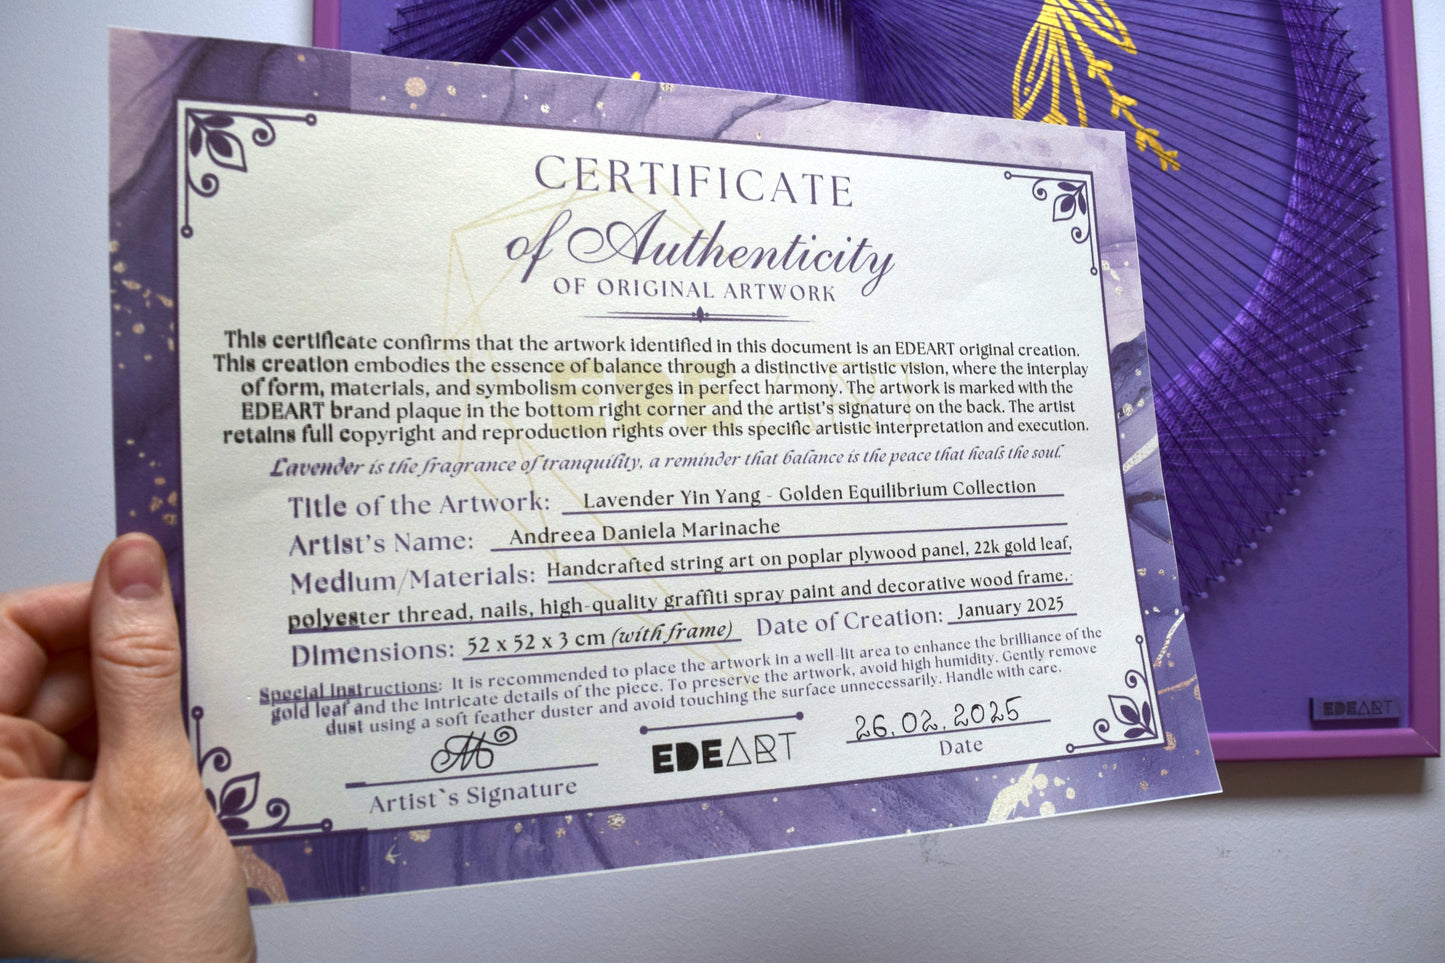 CERTIFICATE
of Authenticity
OF ORIGINAL ARTWORK
This certificate confirms that the artwork identified in this document is an EDEART original creation.
This creation embodies the essence of balance through a distinctive artistic vision, where the interplay
of form, materials, and symbolism converges in perfect harmony. The artwork is marked with the
EDEART brand plaque in the bottom right corner and the artist's signature on the back. The artist
retains full copyright and reproduction rights over this specific artistic interpretation and execution.
Lavender is the fragrance of tranquility, a reminder that balance is the peace that heals the soul.
Title of the Artwork: Lavender Yin Yang - Golden Equilibrium Collection
Artist's Name: Andreea Daniela Marinache
Medium/Materials: Handcrafted string art on poplar plywood panel, 22k gold leaf,
polyester thread, nails, high-quality graffiti spray paint and decorative wood frame.
Dimensions: 52 x 52 x 3 cm (with frame) Date of Creation: January 2025
Special Instructions: It is recommended to place the artwork in a well-lit area to enhance the brilliance of the
gold leaf and the intricate details of the piece. To preserve the artwork, avoid high humidity. Gently remove
dust using a soft feather duster and avoid touching the surface unnecessarily. Handle with care.
Artist`s Signature
EDEART
26.02.2025
Date
EDEART